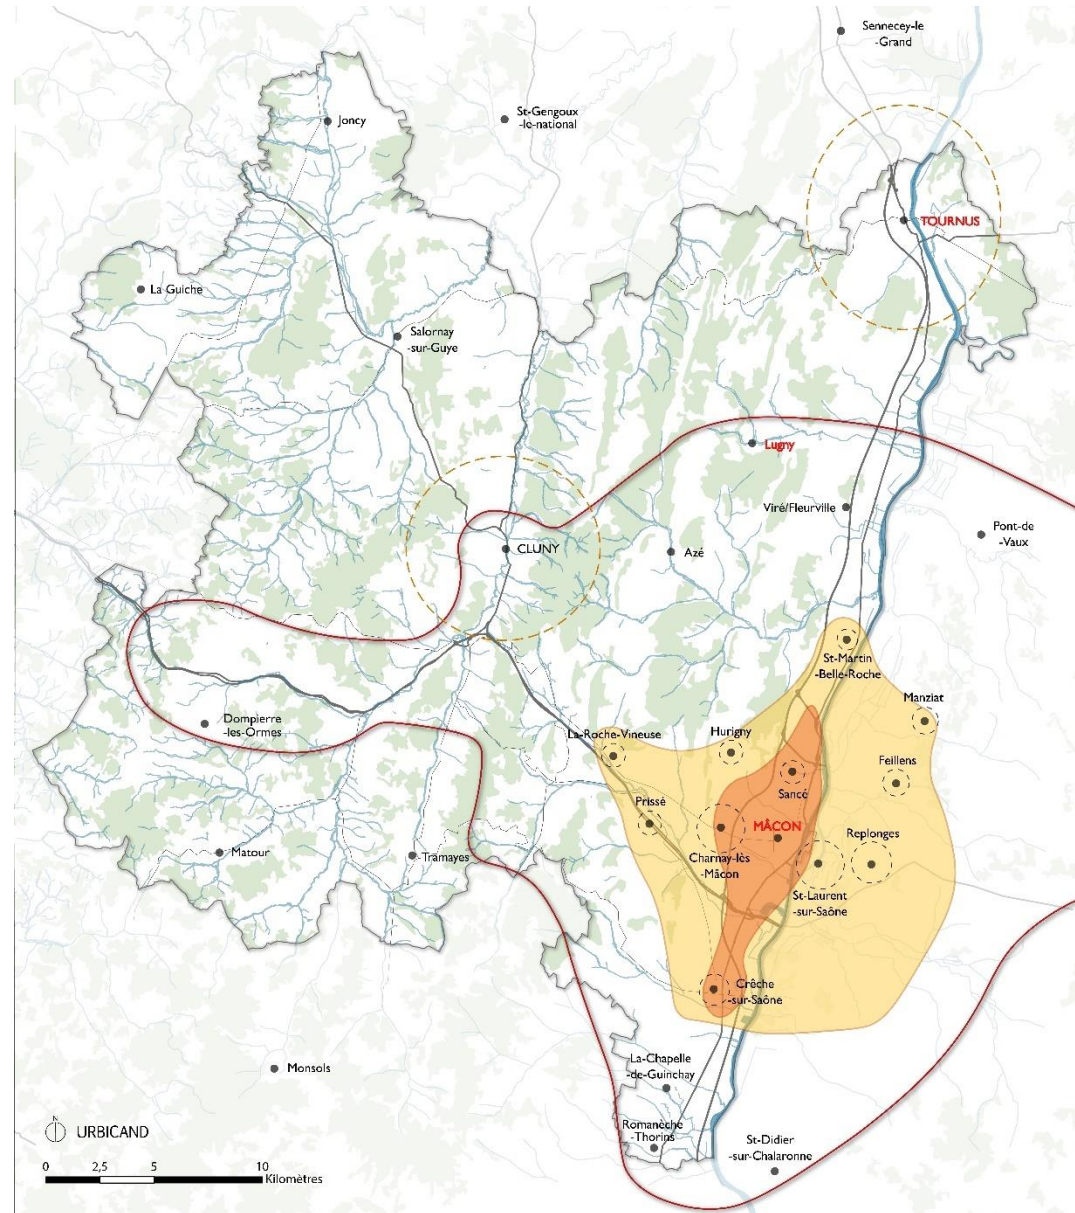 Sennecey-le
-Grand
Joncy
St-Gengoux
-le-national
TOURNUS
La Guiche
Salornay
-sur-Guye
Lugny
Viré/Fleurville
Pont-de
-Vaux
CLUNY
Azé
St-Martin
-Belle-Roche
Manziat
Dompierre
-les-Ormes
La-Roche-Vineuse
Hurigny
Feillens
Sancé
Prissé
MÂCON
Replonges
Matour
Tramayes
Charnay-lès
-Mâcon
St-Laurent
-sur-Saône
Crêche
-sur-Saône
La-Chapelle
-de-Guinchay
Monsols
Romanèche
-Thorins
St-Didier
-sur-Chalaronne
N
URBICAND
0 2,5 5 10
Kilomètres